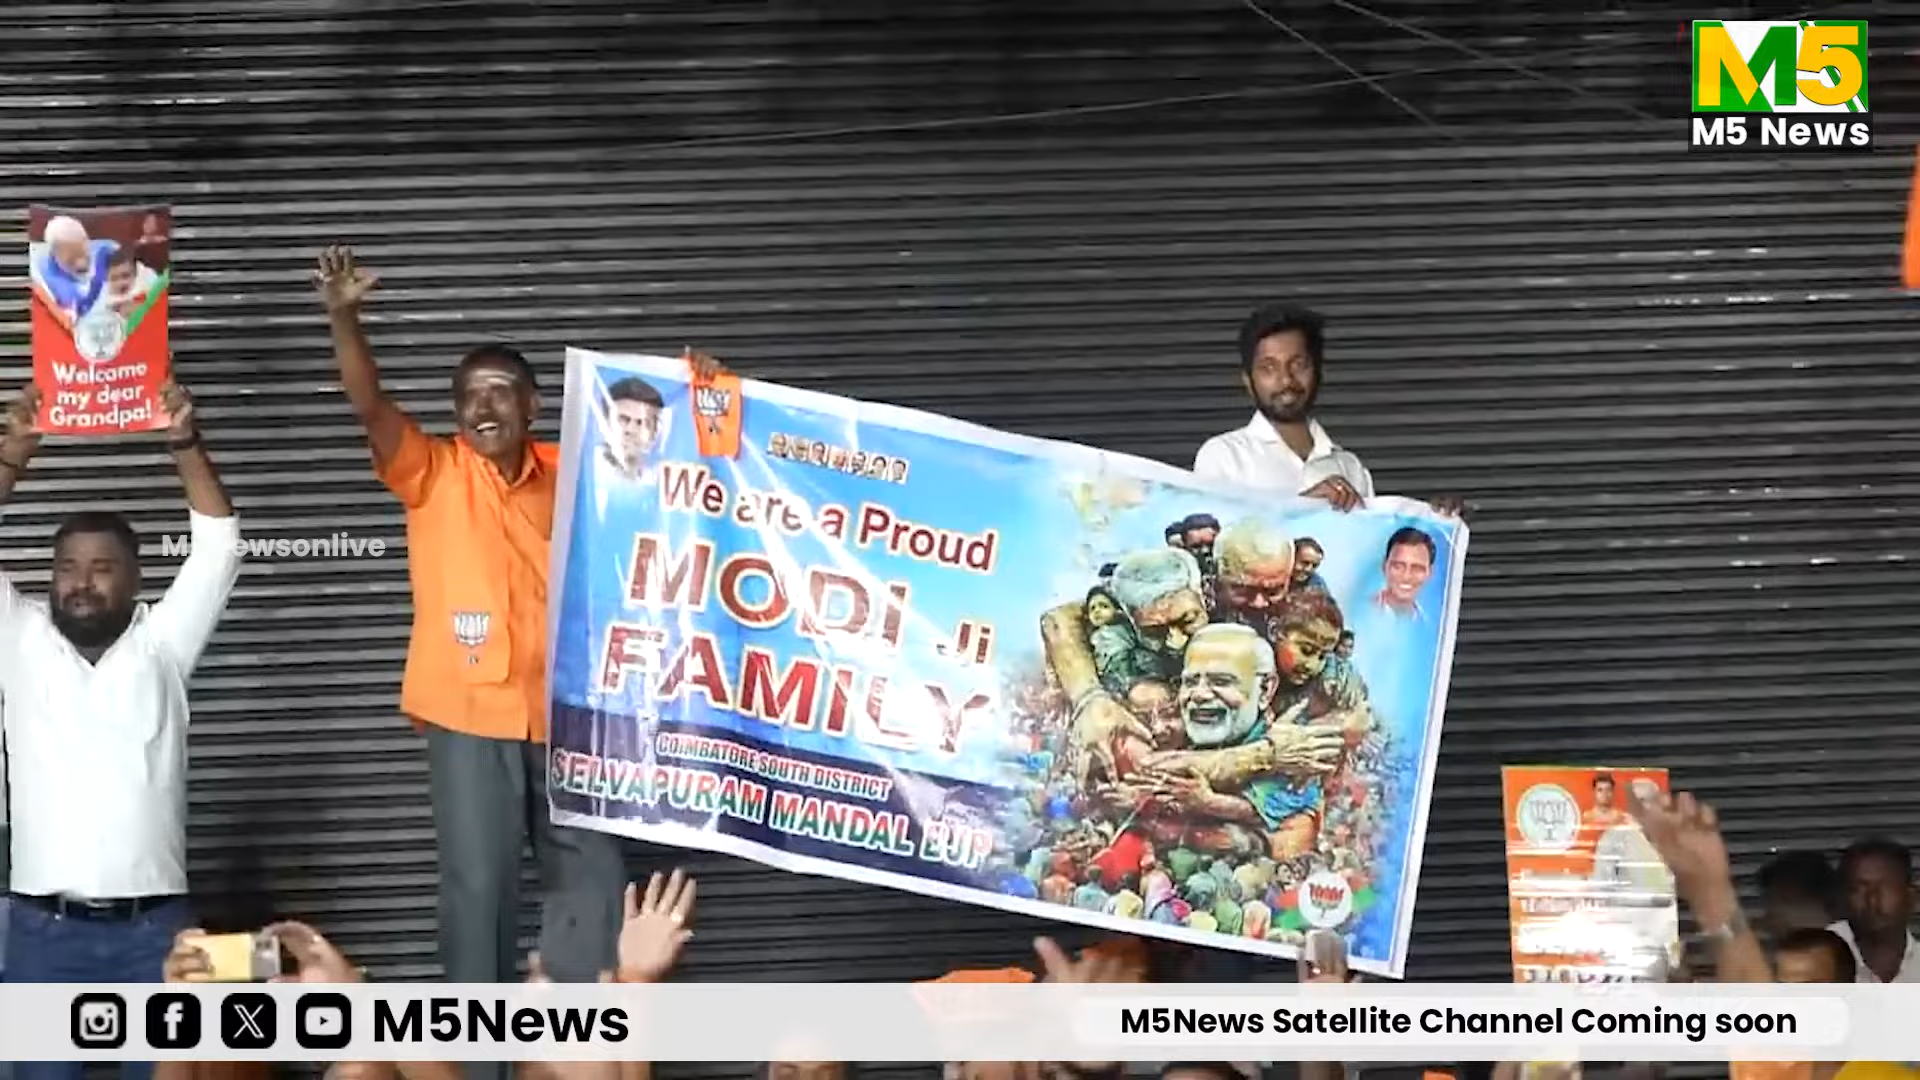 M5
M5 News
Welcome
my dear
Grandpa!
M5Newsonlive
We are a Proud
MODI Ji
FAMILY
COIMBATORE SOUTH DISTRICT
SELVAPURAM MANDAL BJP
M5News
M5News Satellite Channel Coming soon